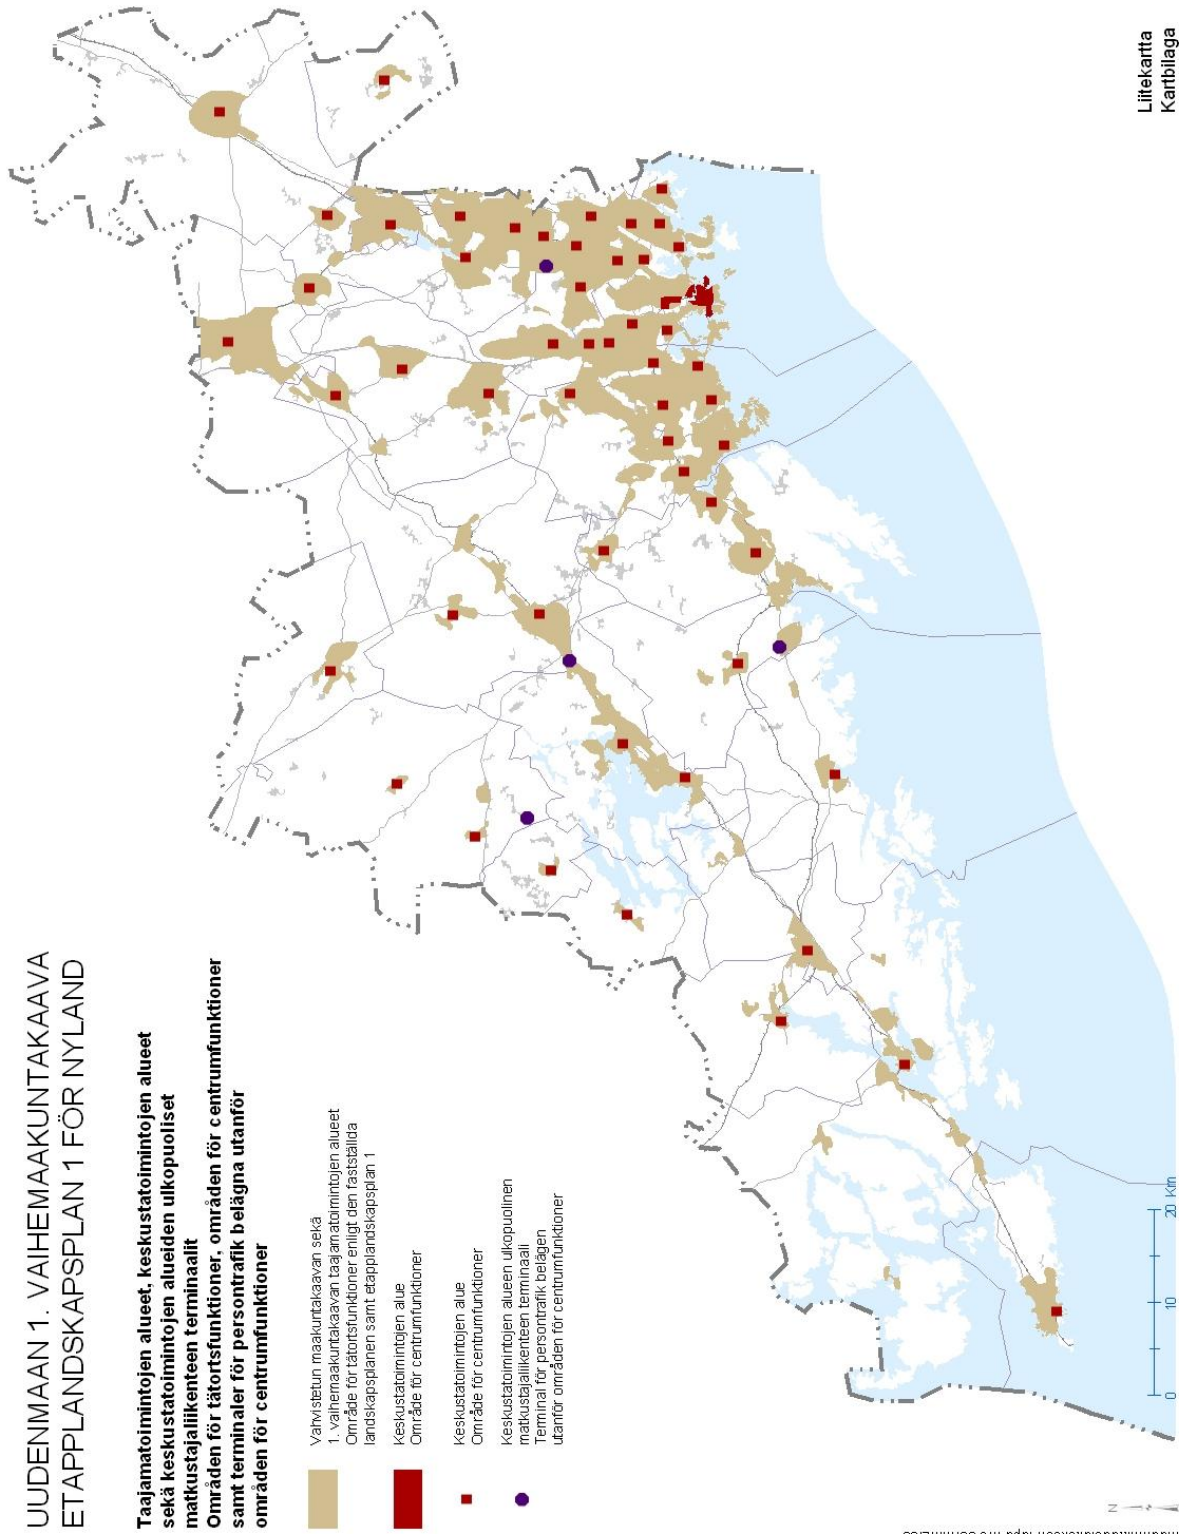 UUDENMAAN 1. VAIHEMAAKUNTAKAAVA
ETAPPLANDSKAPSPLAN 1 FÖR NYLAND
Taajamatoimintojen alueet, keskustatoimintojen alueet
sekä keskustatoimintojen alueiden ulkopuoliset
matkustajaliikenteen terminaalit
Områden för tätortsfunktioner, områden för centrumfunktioner
samt terminaler för persontrafik belägna utanför
områden för centrumfunktioner
Vahvistetun maakuntakaavan sekä
1. vaihemaakuntakaavan taajamatoimintojen alueet
Område för tätortsfunktioner enligt den fastställda
landskapsplanen samt etapplandskapsplan 1
Keskustatoimintojen alue
Område för centrumfunktioner
Keskustatoimintojen alue
Område för centrumfunktioner
Keskustatoimintojen alueen ulkopuolinen
matkustajaliikenteen terminaali
Terminal för persontrafik belägen
utanför områden för centrumfunktioner
0 10 20 Km
N
Liitekartta
Kartbilaga